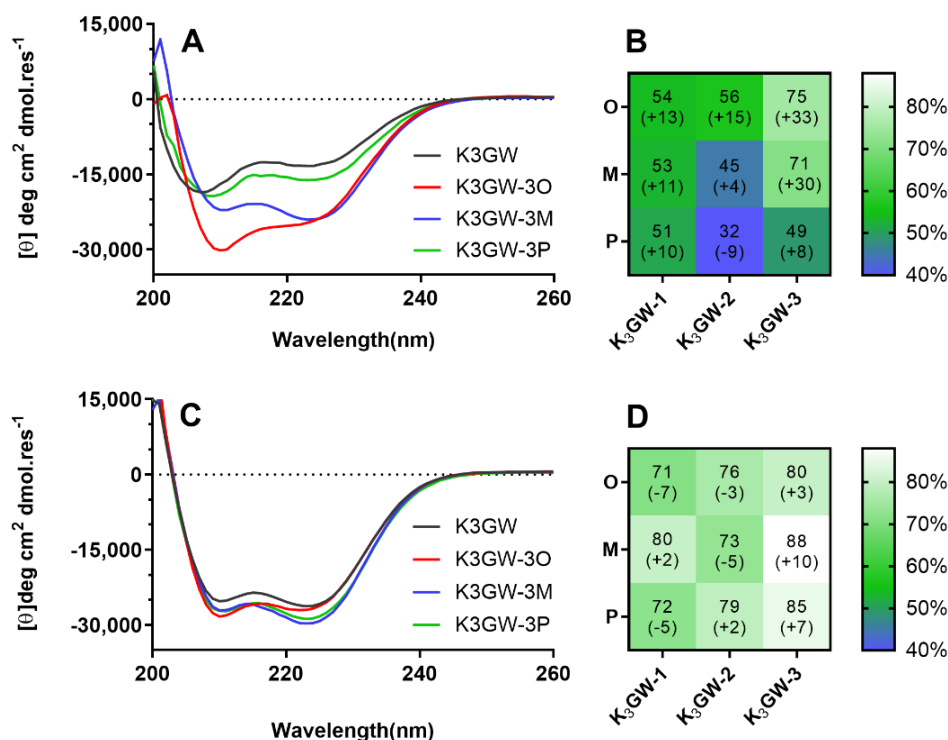 A
[θ] deg cm² dmol.res⁻¹
15,000
0
-15,000
-30,000
200
220
240
260
Wavelength(nm)
K3GW
K3GW-3O
K3GW-3M
K3GW-3P
B
O
M
P
54
(+13)
56
(+15)
75
(+33)
53
(+11)
45
(+4)
71
(+30)
51
(+10)
32
(-9)
49
(+8)
K₃GW-1
K₃GW-2
K₃GW-3
80%
70%
60%
50%
40%
C
[θ]deg cm² dmol.res⁻¹
15,000
0
-15,000
-30,000
200
220
240
260
Wavelength(nm)
K3GW
K3GW-3O
K3GW-3M
K3GW-3P
D
O
M
P
71
(-7)
76
(-3)
80
(+3)
80
(+2)
73
(-5)
88
(+10)
72
(-5)
79
(+2)
85
(+7)
K₃GW-1
K₃GW-2
K₃GW-3
80%
70%
60%
50%
40%